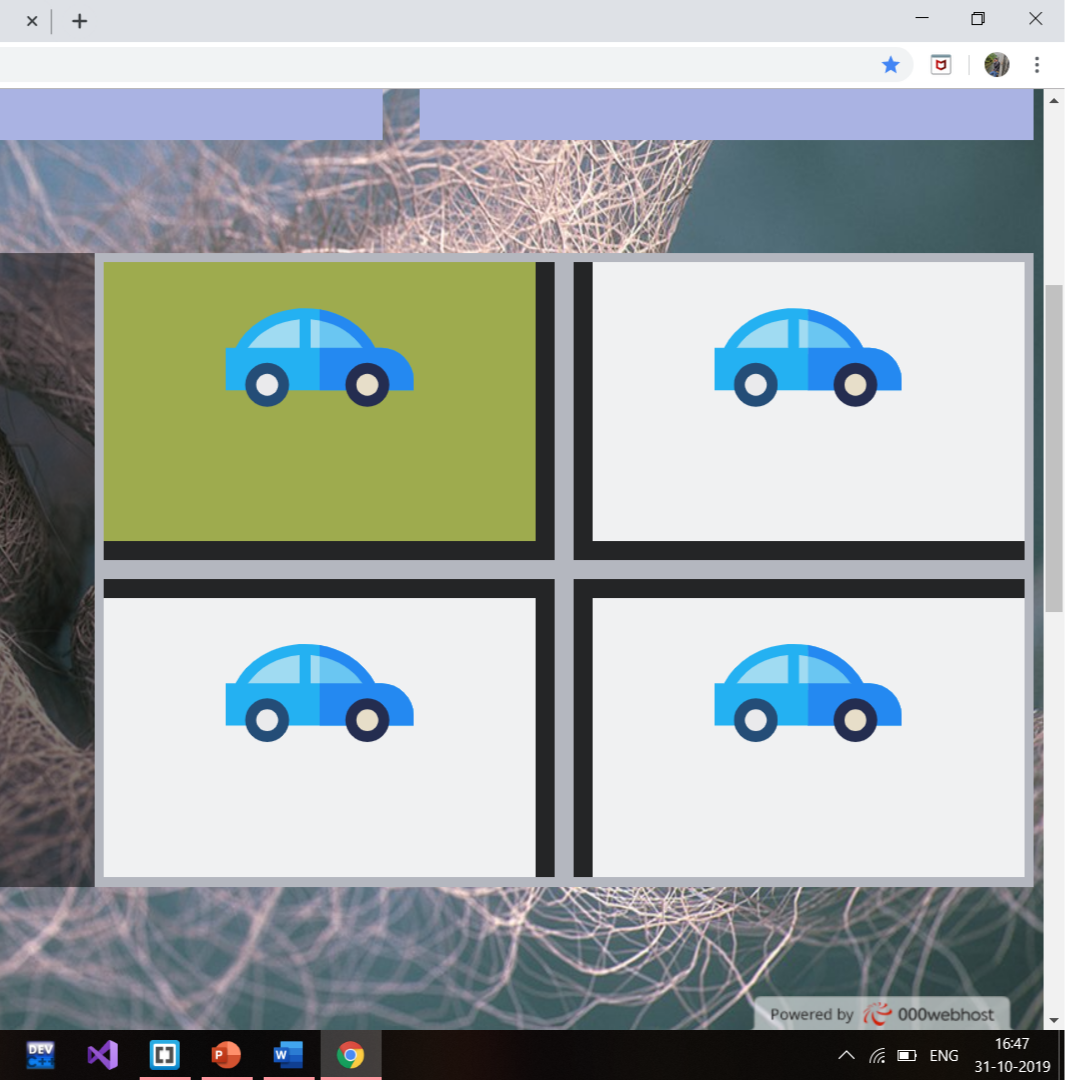 Powered by 000webhost
DEV
C++
P
W
ENG
16:47
31-10-2019